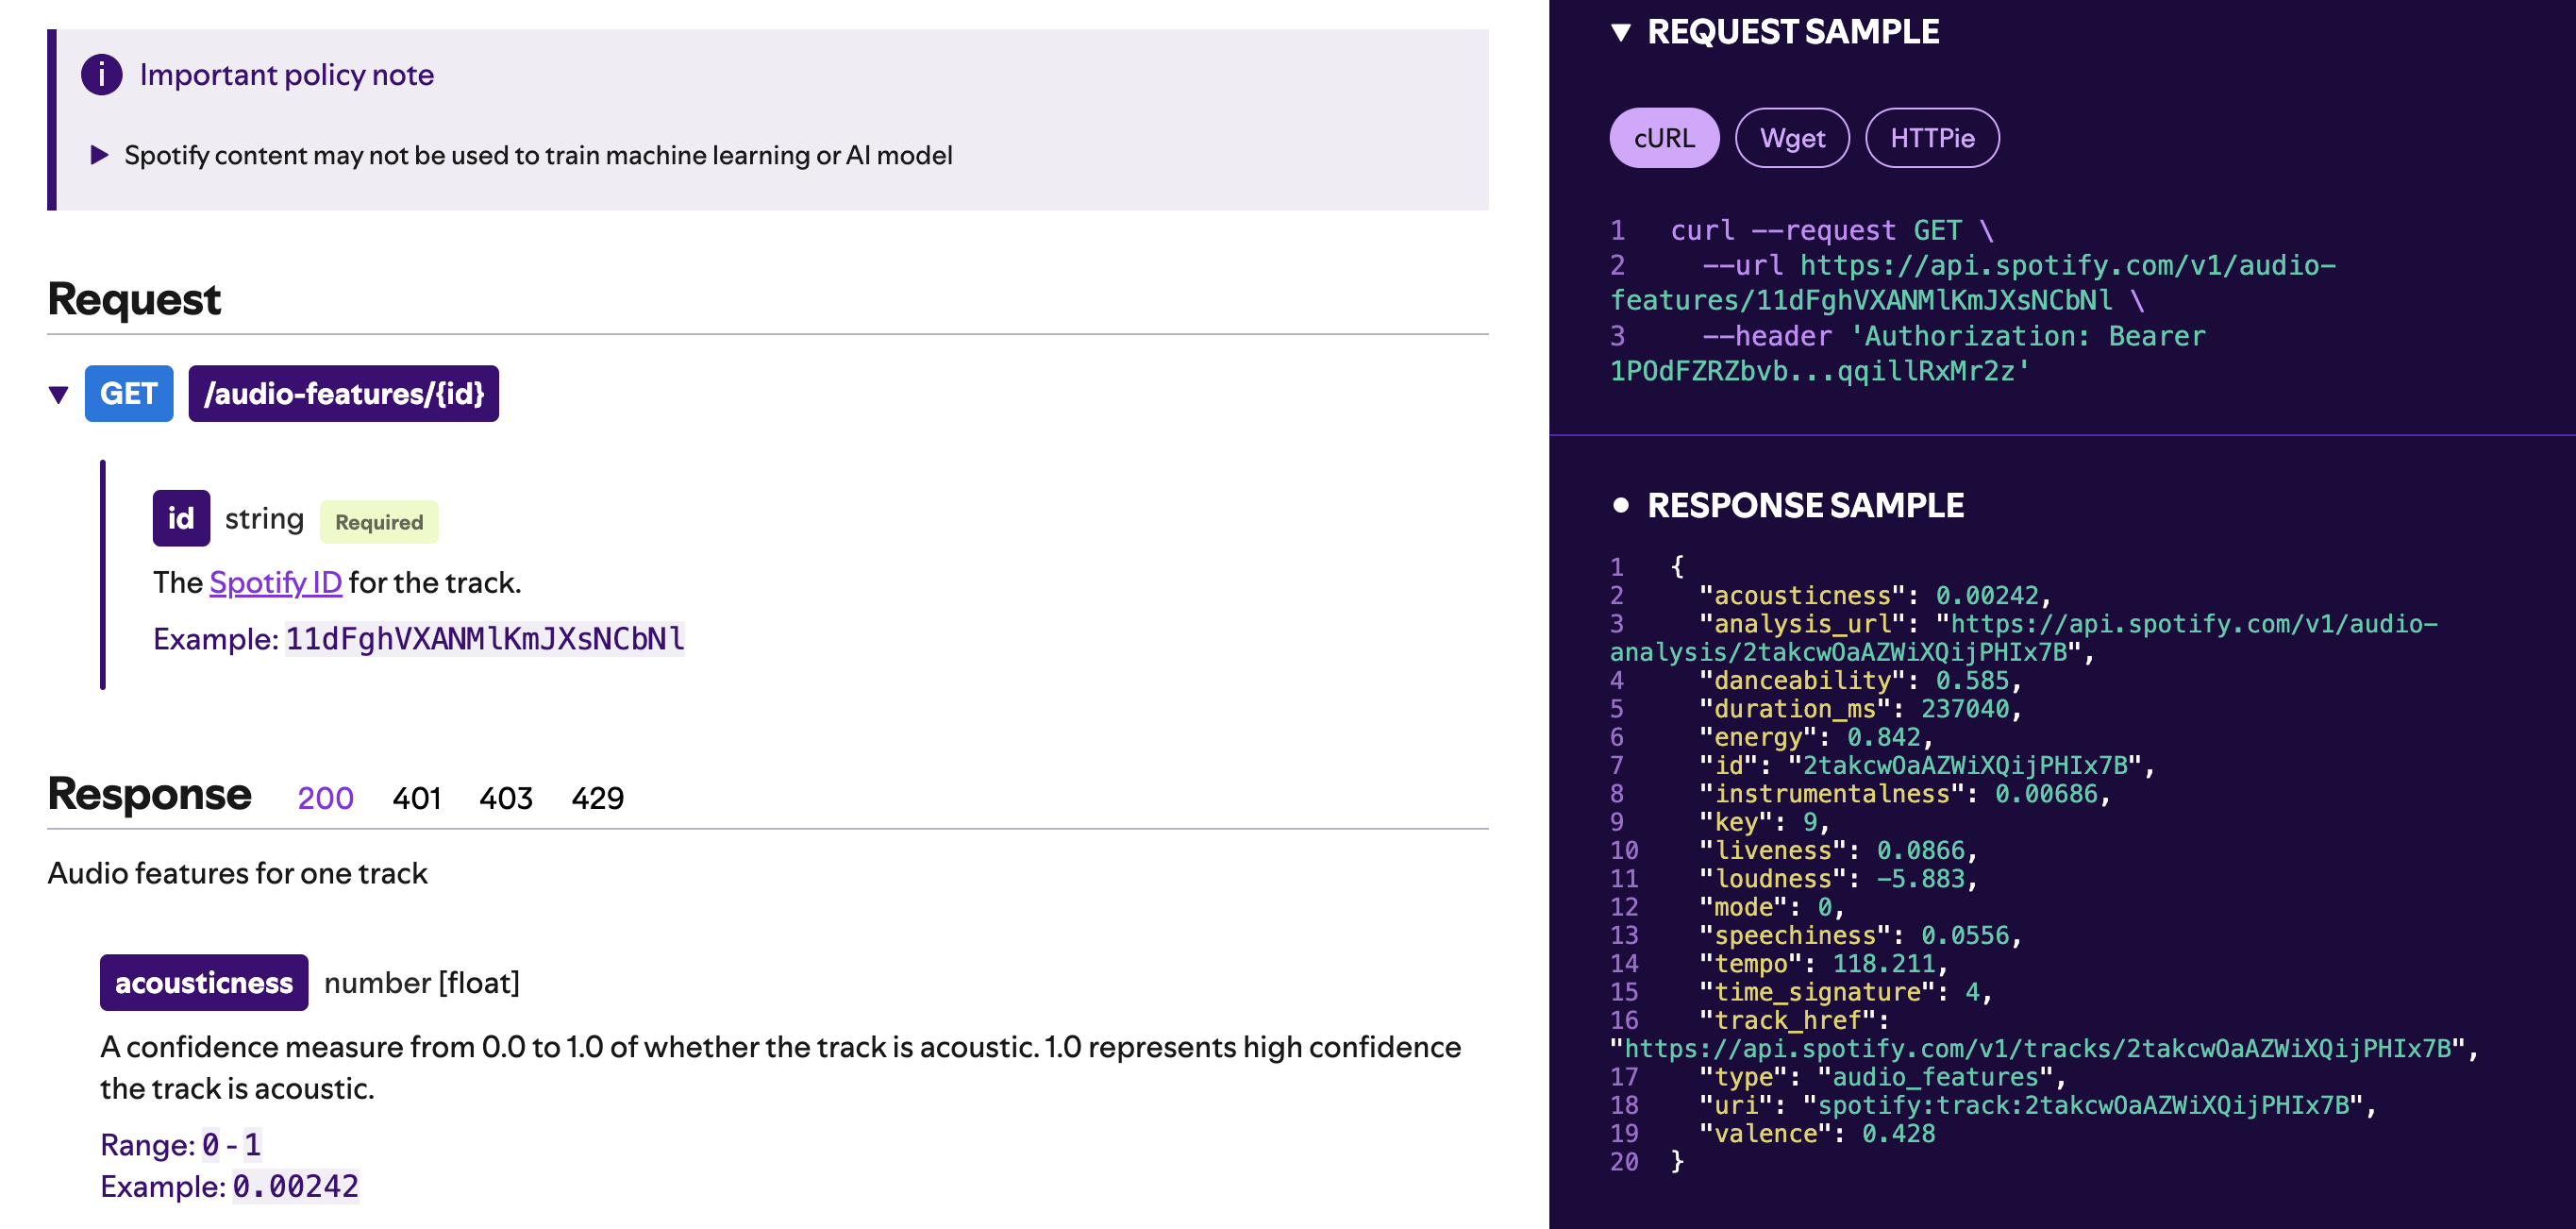 Important policy note
Spotify content may not be used to train machine learning or AI model
Request
GET /audio-features/{id}
id string Required
The Spotify ID for the track.
Example: 11dFghVXANMlKmJXsNCbNl
Response 200 401 403 429
Audio features for one track
acousticness number [float]
A confidence measure from 0.0 to 1.0 of whether the track is acoustic. 1.0 represents high confidence
the track is acoustic.
Range: 0 - 1
Example: 0.00242
REQUEST SAMPLE
cURL Wget HTTPie
1 curl --request GET \
2 --url https://api.spotify.com/v1/audio-
features/11dFghVXANMlKmJXsNCbNl \
3 --header 'Authorization: Bearer
1POdFZRZbvb...qqillRxMr2z'
RESPONSE SAMPLE
1 {
2 "acousticness": 0.00242,
3 "analysis_url": "https://api.spotify.com/v1/audio-
analysis/2takcwOaAZWiXQijPHIx7B",
4 "danceability": 0.585,
5 "duration_ms": 237040,
6 "energy": 0.842,
7 "id": "2takcwOaAZWiXQijPHIx7B",
8 "instrumentalness": 0.00686,
9 "key": 9,
10 "liveness": 0.0866,
11 "loudness": -5.883,
12 "mode": 0,
13 "speechiness": 0.0556,
14 "tempo": 118.211,
15 "time_signature": 4,
16 "track_href":
"https://api.spotify.com/v1/tracks/2takcwOaAZWiXQijPHIx7B",
17 "type": "audio_features",
18 "uri": "spotify:track:2takcwOaAZWiXQijPHIx7B",
19 "valence": 0.428
20 }